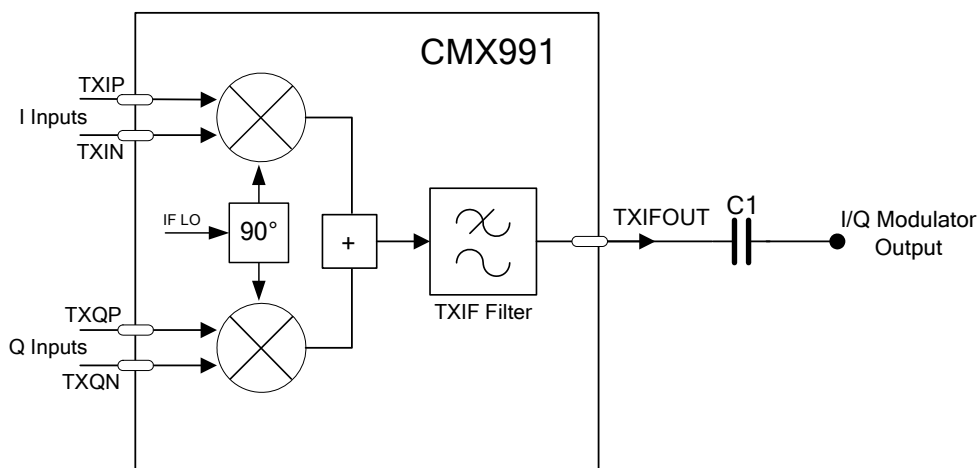 CMX991
TXIP
I Inputs
TXIN
IF LO
90°
+
TXQP
Q Inputs
TXQN
TXIF Filter
TXIFOUT
C1
I/Q Modulator
Output